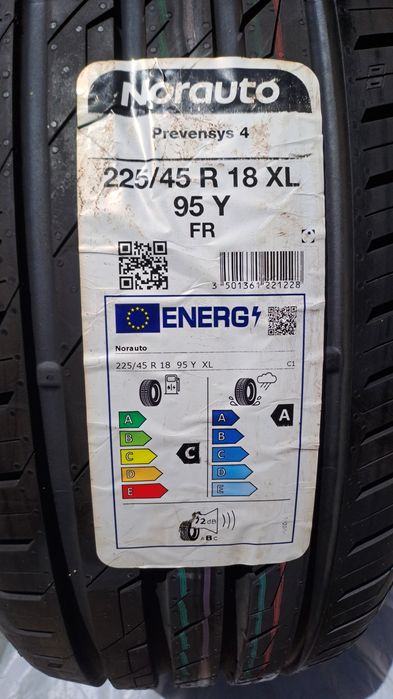 Norauto
Prevensys 4
225/45 R 18 XL
95 Y
FR
3 501361 221228
ENERG
Norauto
225/45 R 18 95 Y XL
C1
A
B
C
D
E
C
A
B
C
D
E
A
72 dB
A B C